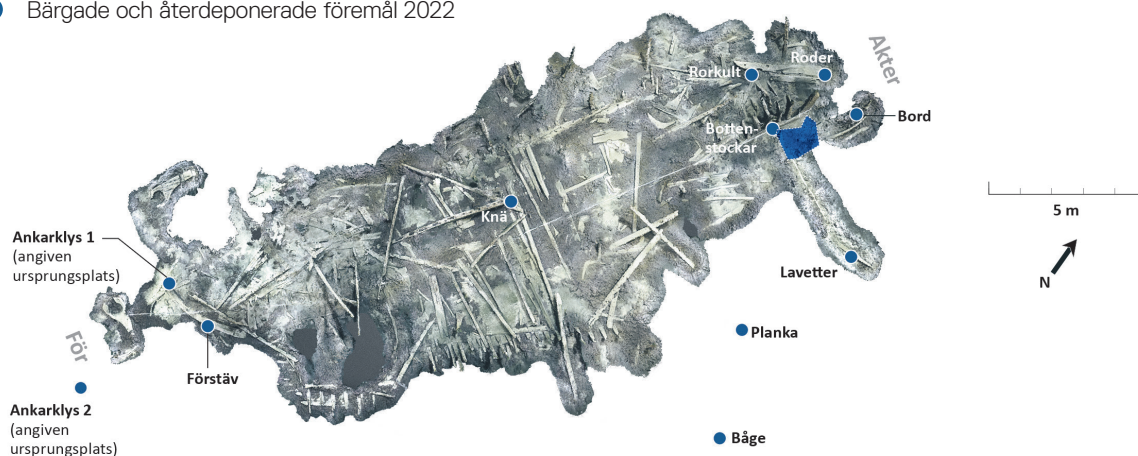 Bärgade och återdeponerade föremål 2022
Akter
Roder
Rorkult
Bord
Botten-
stockar
Knä
5 m
N
Ankarklys 1
(angiven
ursprungsplats)
Lavetter
Planka
För
Förstäv
Ankarklys 2
(angiven
ursprungsplats)
Båge